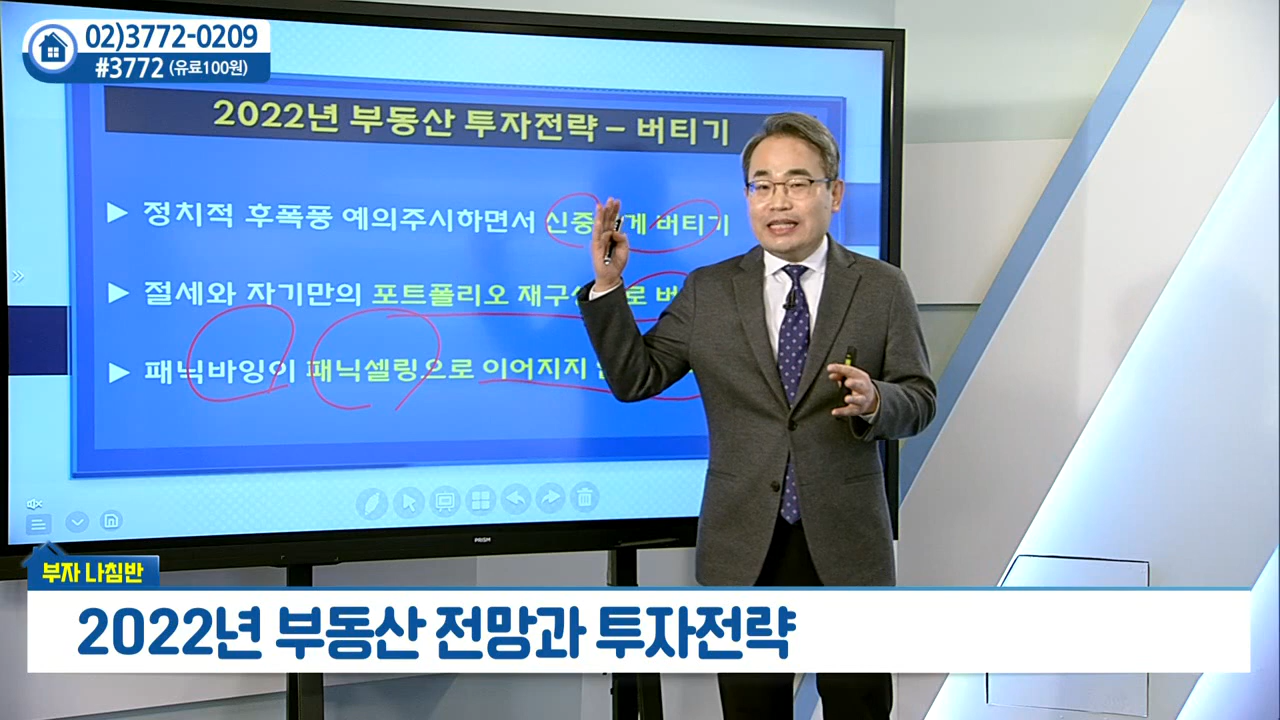 02)3772-0209
#3772 (유료100원)
2022년 부동산 투자전략 – 버티기
▶ 정치적 후폭풍 예의주시하면서 신중 게 버티기
▶ 절세와 자기만의 포트폴리오 재구 로 버
▶ 패닉바잉이 패닉셀링으로 이어지지
PRISM
부자 나침반
2022년 부동산 전망과 투자전략